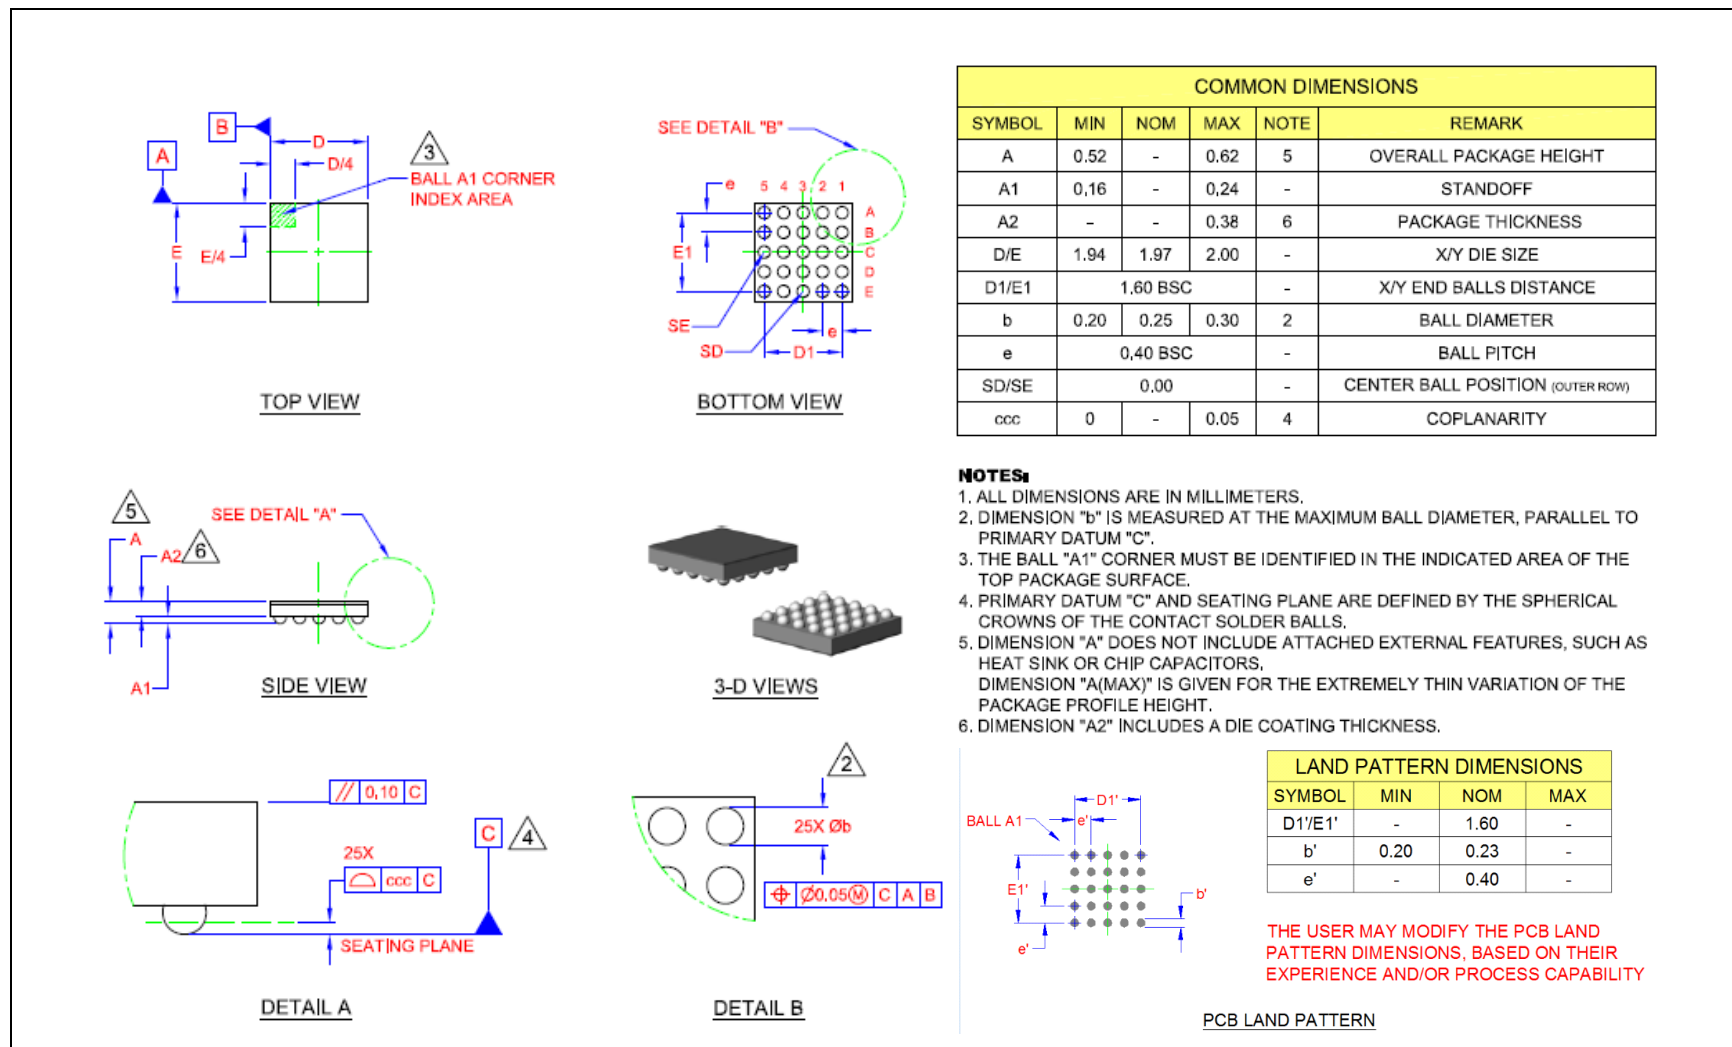 B
D
A
D/4
3
BALL A1 CORNER
INDEX AREA
E
E/4
TOP VIEW
SEE DETAIL "B"
e
5 4 3 2 1
A
B
C
D
E
E1
SE
SD
e
D1
BOTTOM VIEW
COMMON DIMENSIONS
SYMBOL MIN NOM MAX NOTE REMARK
A 0.52 - 0.62 5 OVERALL PACKAGE HEIGHT
A1 0.16 - 0.24 - STANDOFF
A2 - - 0.38 6 PACKAGE THICKNESS
D/E 1.94 1.97 2.00 - X/Y DIE SIZE
D1/E1 1.60 BSC - X/Y END BALLS DISTANCE
b 0.20 0.25 0.30 2 BALL DIAMETER
e 0.40 BSC - BALL PITCH
SD/SE 0.00 - CENTER BALL POSITION (OUTER ROW)
ccc 0 - 0.05 4 COPLANARITY
NOTES:
1. ALL DIMENSIONS ARE IN MILLIMETERS.
2. DIMENSION "b" IS MEASURED AT THE MAXIMUM BALL DIAMETER, PARALLEL TO
PRIMARY DATUM "C".
3. THE BALL "A1" CORNER MUST BE IDENTIFIED IN THE INDICATED AREA OF THE
TOP PACKAGE SURFACE.
4. PRIMARY DATUM "C" AND SEATING PLANE ARE DEFINED BY THE SPHERICAL
CROWNS OF THE CONTACT SOLDER BALLS.
5. DIMENSION "A" DOES NOT INCLUDE ATTACHED EXTERNAL FEATURES, SUCH AS
HEAT SINK OR CHIP CAPACITORS.
DIMENSION "A(MAX)" IS GIVEN FOR THE EXTREMELY THIN VARIATION OF THE
PACKAGE PROFILE HEIGHT.
6. DIMENSION "A2" INCLUDES A DIE COATING THICKNESS.
5
A
A2
6
SEE DETAIL "A"
A1
SIDE VIEW
3-D VIEWS
// 0.10 C
C
4
25X
⌓ ccc C
SEATING PLANE
DETAIL A
2
25X Øb
⌖ Ø0.05Ⓜ C A B
DETAIL B
D1'
BALL A1
e'
E1'
b'
e'
LAND PATTERN DIMENSIONS
SYMBOL MIN NOM MAX
D1'/E1' - 1.60 -
b' 0.20 0.23 -
e' - 0.40 -
THE USER MAY MODIFY THE PCB LAND
PATTERN DIMENSIONS, BASED ON THEIR
EXPERIENCE AND/OR PROCESS CAPABILITY
PCB LAND PATTERN